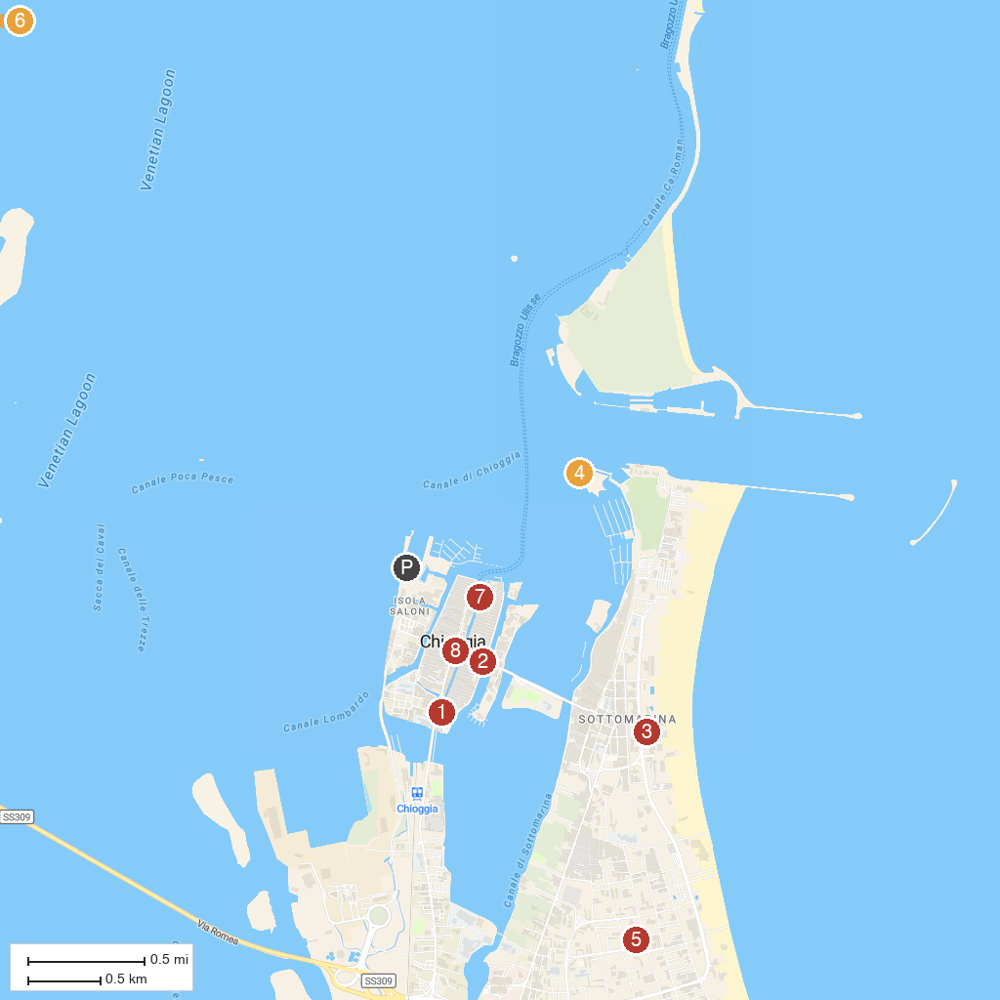 6
Bragozzo U
Venetian Lagoon
Canale Ca Roman
Bragozzo Ulisse
Venetian Lagoon
Canale di Chioggia
4
Canale Poca Pesce
Sacca dei Cavai
Canale delle Trezze
P
ISOLA
SALONI
7
Chioggia
8
2
1
Canale Lombardo
SOTTOMARINA
3
Chioggia
SS309
Canale di Sottomarina
Via Romea
5
0.5 mi
0.5 km
SS309